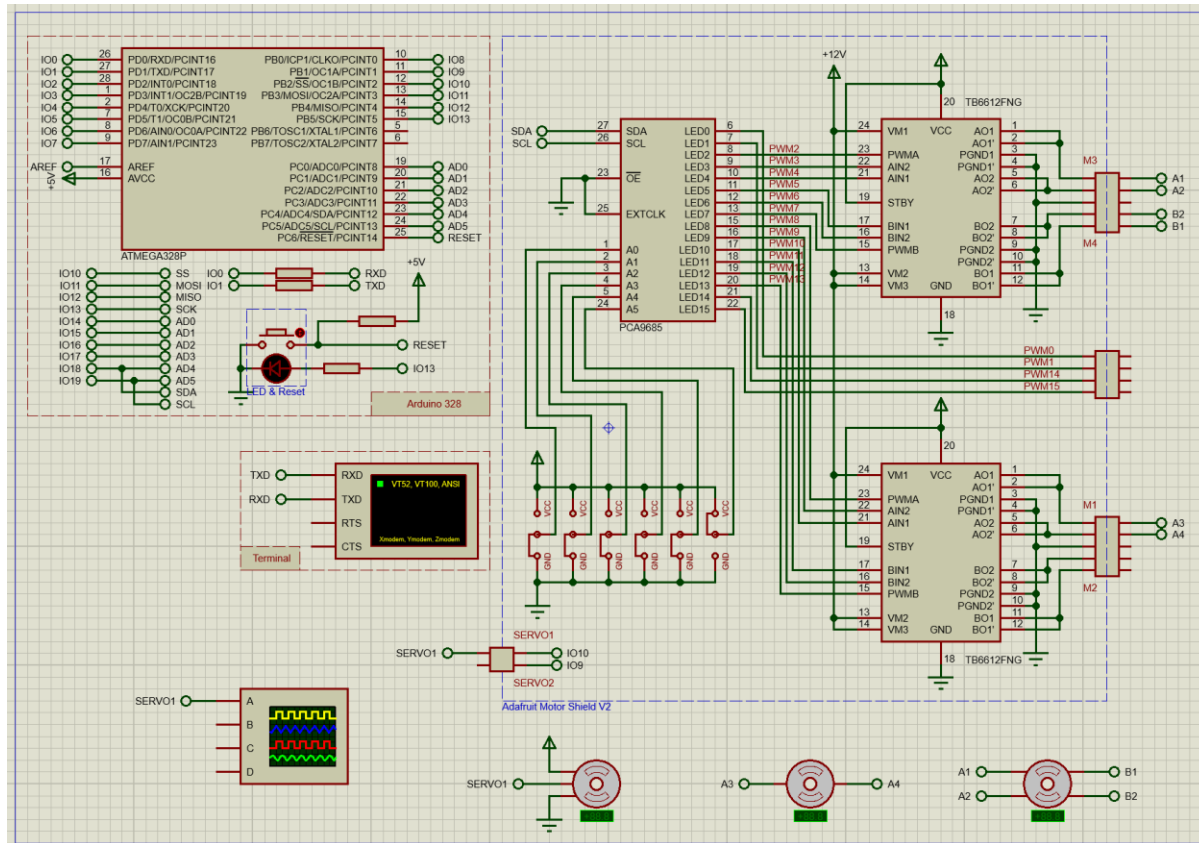 IO0 26 PD0/RXD/PCINT16 PB0/ICP1/CLKO/PCINT0 10 IO8
IO1 27 PD1/TXD/PCINT17 PB1/OC1A/PCINT1 11 IO9
IO2 28 PD2/INT0/PCINT18 PB2/SS/OC1B/PCINT2 12 IO10
IO3 1 PD3/INT1/OC2B/PCINT19 PB3/MOSI/OC2A/PCINT3 13 IO11
IO4 2 PD4/T0/XCK/PCINT20 PB4/MISO/PCINT4 14 IO12
IO5 5 PD5/T1/OC0B/PCINT21 PB5/SCK/PCINT5 15 IO13
IO6 8 PD6/AIN0/OC0A/PCINT22 PB6/TOSC1/XTAL1/PCINT6 5
IO7 9 PD7/AIN1/PCINT23 PB7/TOSC2/XTAL2/PCINT7 6
AREF 17 AREF PC0/ADC0/PCINT8 19 AD0
+5V 16 AVCC PC1/ADC1/PCINT9 20 AD1
PC2/ADC2/PCINT10 21 AD2
PC3/ADC3/PCINT11 22 AD3
PC4/ADC4/SDA/PCINT12 23 AD4
PC5/ADC5/SCL/PCINT13 24 AD5
PC6/RESET/PCINT14 25 RESET
ATMEGA328P
IO10 SS IO0 RXD
IO11 MOSI IO1 TXD
IO12 MISO
IO13 SCK
IO14 AD0
IO15 AD1
IO16 AD2
IO17 AD3
IO18 AD4
IO19 AD5
SDA
SCL
+5V
RESET
IO13
LED & Reset
Arduino 328
TXD RXD
RXD TXD
RTS
CTS
VT52, VT100, ANSI
Xmodem, Ymodem, Zmodem
Terminal
SDA 27 SDA LED0 6
SCL 26 SCL LED1 7
LED2 8 PWM2
23 OE LED3 9 PWM3
LED4 10 PWM4
LED5 11 PWM5
25 EXTCLK LED6 12 PWM6
LED7 13 PWM7
LED8 15 PWM8
1 A0 LED9 16 PWM9
2 A1 LED10 17 PWM10
3 A2 LED11 18 PWM11
4 A3 LED12 19 PWM12
5 A4 LED13 20 PWM13
24 A5 LED14 21
LED15 22
PCA9685
+12V
20
TB6612FNG
24 VM1 VCC AO1 1
AO1' 2
23 PWMA PGND1 3
22 AIN2 PGND1' 4
21 AIN1 AO2 5
AO2' 6
19 STBY
17 BIN1 BO2 7
16 BIN2 BO2' 8
15 PWMB PGND2 9
PGND2' 10
13 VM2 BO1 11
14 VM3 GND BO1' 12
18
M3
A1
A2
B2
B1
M4
PWM0
PWM1
PWM14
PWM15
20
24 VM1 VCC AO1 1
AO1' 2
23 PWMA PGND1 3
22 AIN2 PGND1' 4
21 AIN1 AO2 5
AO2' 6
19 STBY
17 BIN1 BO2 7
16 BIN2 BO2' 8
15 PWMB PGND2 9
PGND2' 10
13 VM2 BO1 11
14 VM3 GND BO1' 12
18 TB6612FNG
M1
A3
A4
M2
VCC VCC VCC VCC VCC VCC
GND GND GND GND GND GND
SERVO1
SERVO1 IO10
IO9
SERVO2
Adafruit Motor Shield V2
SERVO1 A
B
C
D
SERVO1
A3 A4
A1 B1
A2 B2